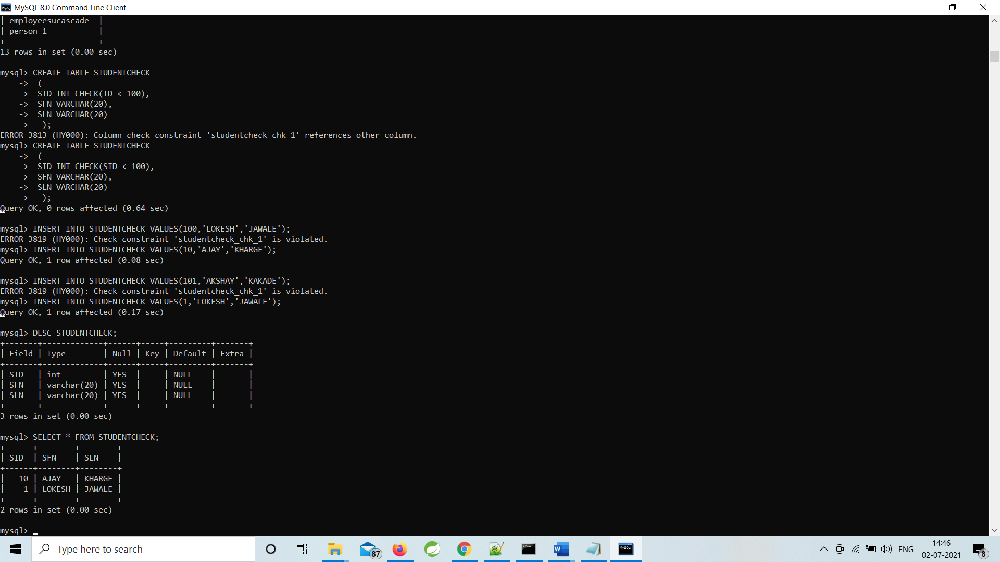 MySQL 8.0 Command Line Client
| employeesucascade  |
| person_1           |
+--------------------+
13 rows in set (0.00 sec)
mysql> CREATE TABLE STUDENTCHECK
    ->  (
    ->  SID INT CHECK(ID < 100),
    ->  SFN VARCHAR(20),
    ->  SLN VARCHAR(20)
    ->   );
ERROR 3813 (HY000): Column check constraint 'studentcheck_chk_1' references other column.
mysql> CREATE TABLE STUDENTCHECK
    ->  (
    ->  SID INT CHECK(SID < 100),
    ->  SFN VARCHAR(20),
    ->  SLN VARCHAR(20)
    ->   );
Query OK, 0 rows affected (0.64 sec)
mysql> INSERT INTO STUDENTCHECK VALUES(100,'LOKESH','JAWALE');
ERROR 3819 (HY000): Check constraint 'studentcheck_chk_1' is violated.
mysql> INSERT INTO STUDENTCHECK VALUES(10,'AJAY','KHARGE');
Query OK, 1 row affected (0.08 sec)
mysql> INSERT INTO STUDENTCHECK VALUES(101,'AKSHAY','KAKADE');
ERROR 3819 (HY000): Check constraint 'studentcheck_chk_1' is violated.
mysql> INSERT INTO STUDENTCHECK VALUES(1,'LOKESH','JAWALE');
Query OK, 1 row affected (0.17 sec)
mysql> DESC STUDENTCHECK;
+-------+-------------+------+-----+---------+-------+
| Field | Type        | Null | Key | Default | Extra |
+-------+-------------+------+-----+---------+-------+
| SID   | int         | YES  |     | NULL    |       |
| SFN   | varchar(20) | YES  |     | NULL    |       |
| SLN   | varchar(20) | YES  |     | NULL    |       |
+-------+-------------+------+-----+---------+-------+
3 rows in set (0.00 sec)
mysql> SELECT * FROM STUDENTCHECK;
+------+--------+--------+
| SID  | SFN    | SLN    |
+------+--------+--------+
|   10 | AJAY   | KHARGE |
|    1 | LOKESH | JAWALE |
+------+--------+--------+
2 rows in set (0.00 sec)
mysql>
Type here to search
87
W
MySQL
ENG
14:46
02-07-2021
8